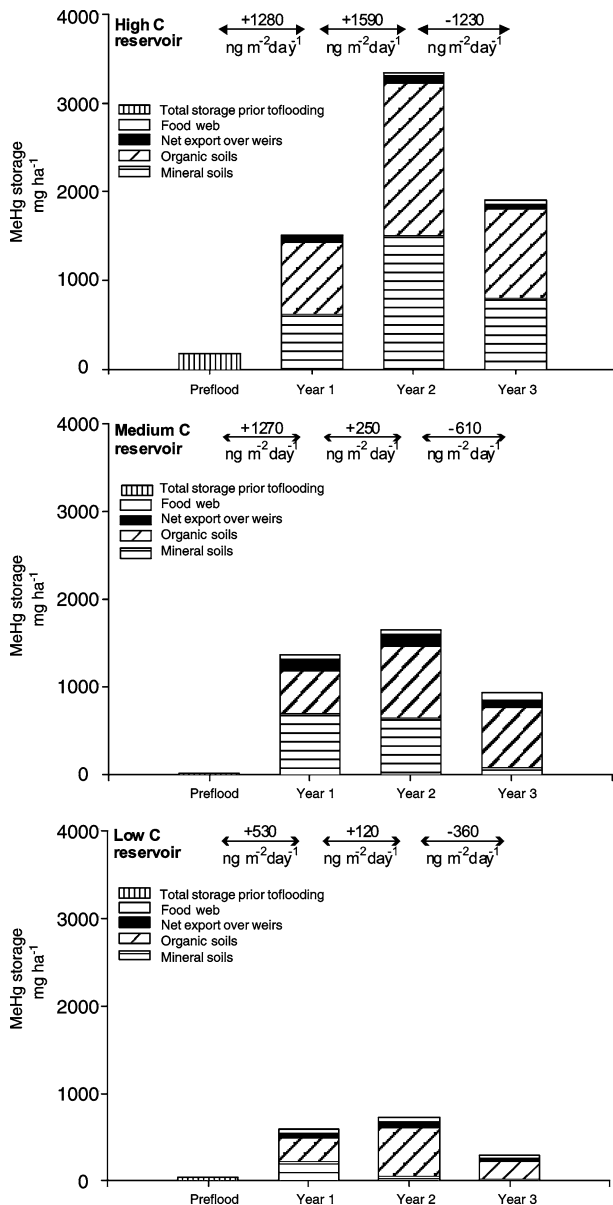 4000
High C
reservoir
+1280
+1590
-1230
ng m-2day-1
ng m-2day-1
ng m-2day-1
3000
Total storage prior toflooding
Food web
Net export over weirs
Organic soils
Mineral soils
MeHg storage
mg ha-1
2000
1000
0
Preflood
Year 1
Year 2
Year 3
4000
Medium C
reservoir
+1270
+250
-610
ng m-2day-1
ng m-2day-1
ng m-2day-1
3000
Total storage prior toflooding
Food web
Net export over weirs
Organic soils
Mineral soils
MeHg storage
mg ha-1
2000
1000
0
Preflood
Year 1
Year 2
Year 3
4000
Low C
reservoir
+530
+120
-360
ng m-2day-1
ng m-2day-1
ng m-2day-1
3000
Total storage prior toflooding
Food web
Net export over weirs
Organic soils
Mineral soils
MeHg storage
mg ha-1
2000
1000
0
Preflood
Year 1
Year 2
Year 3